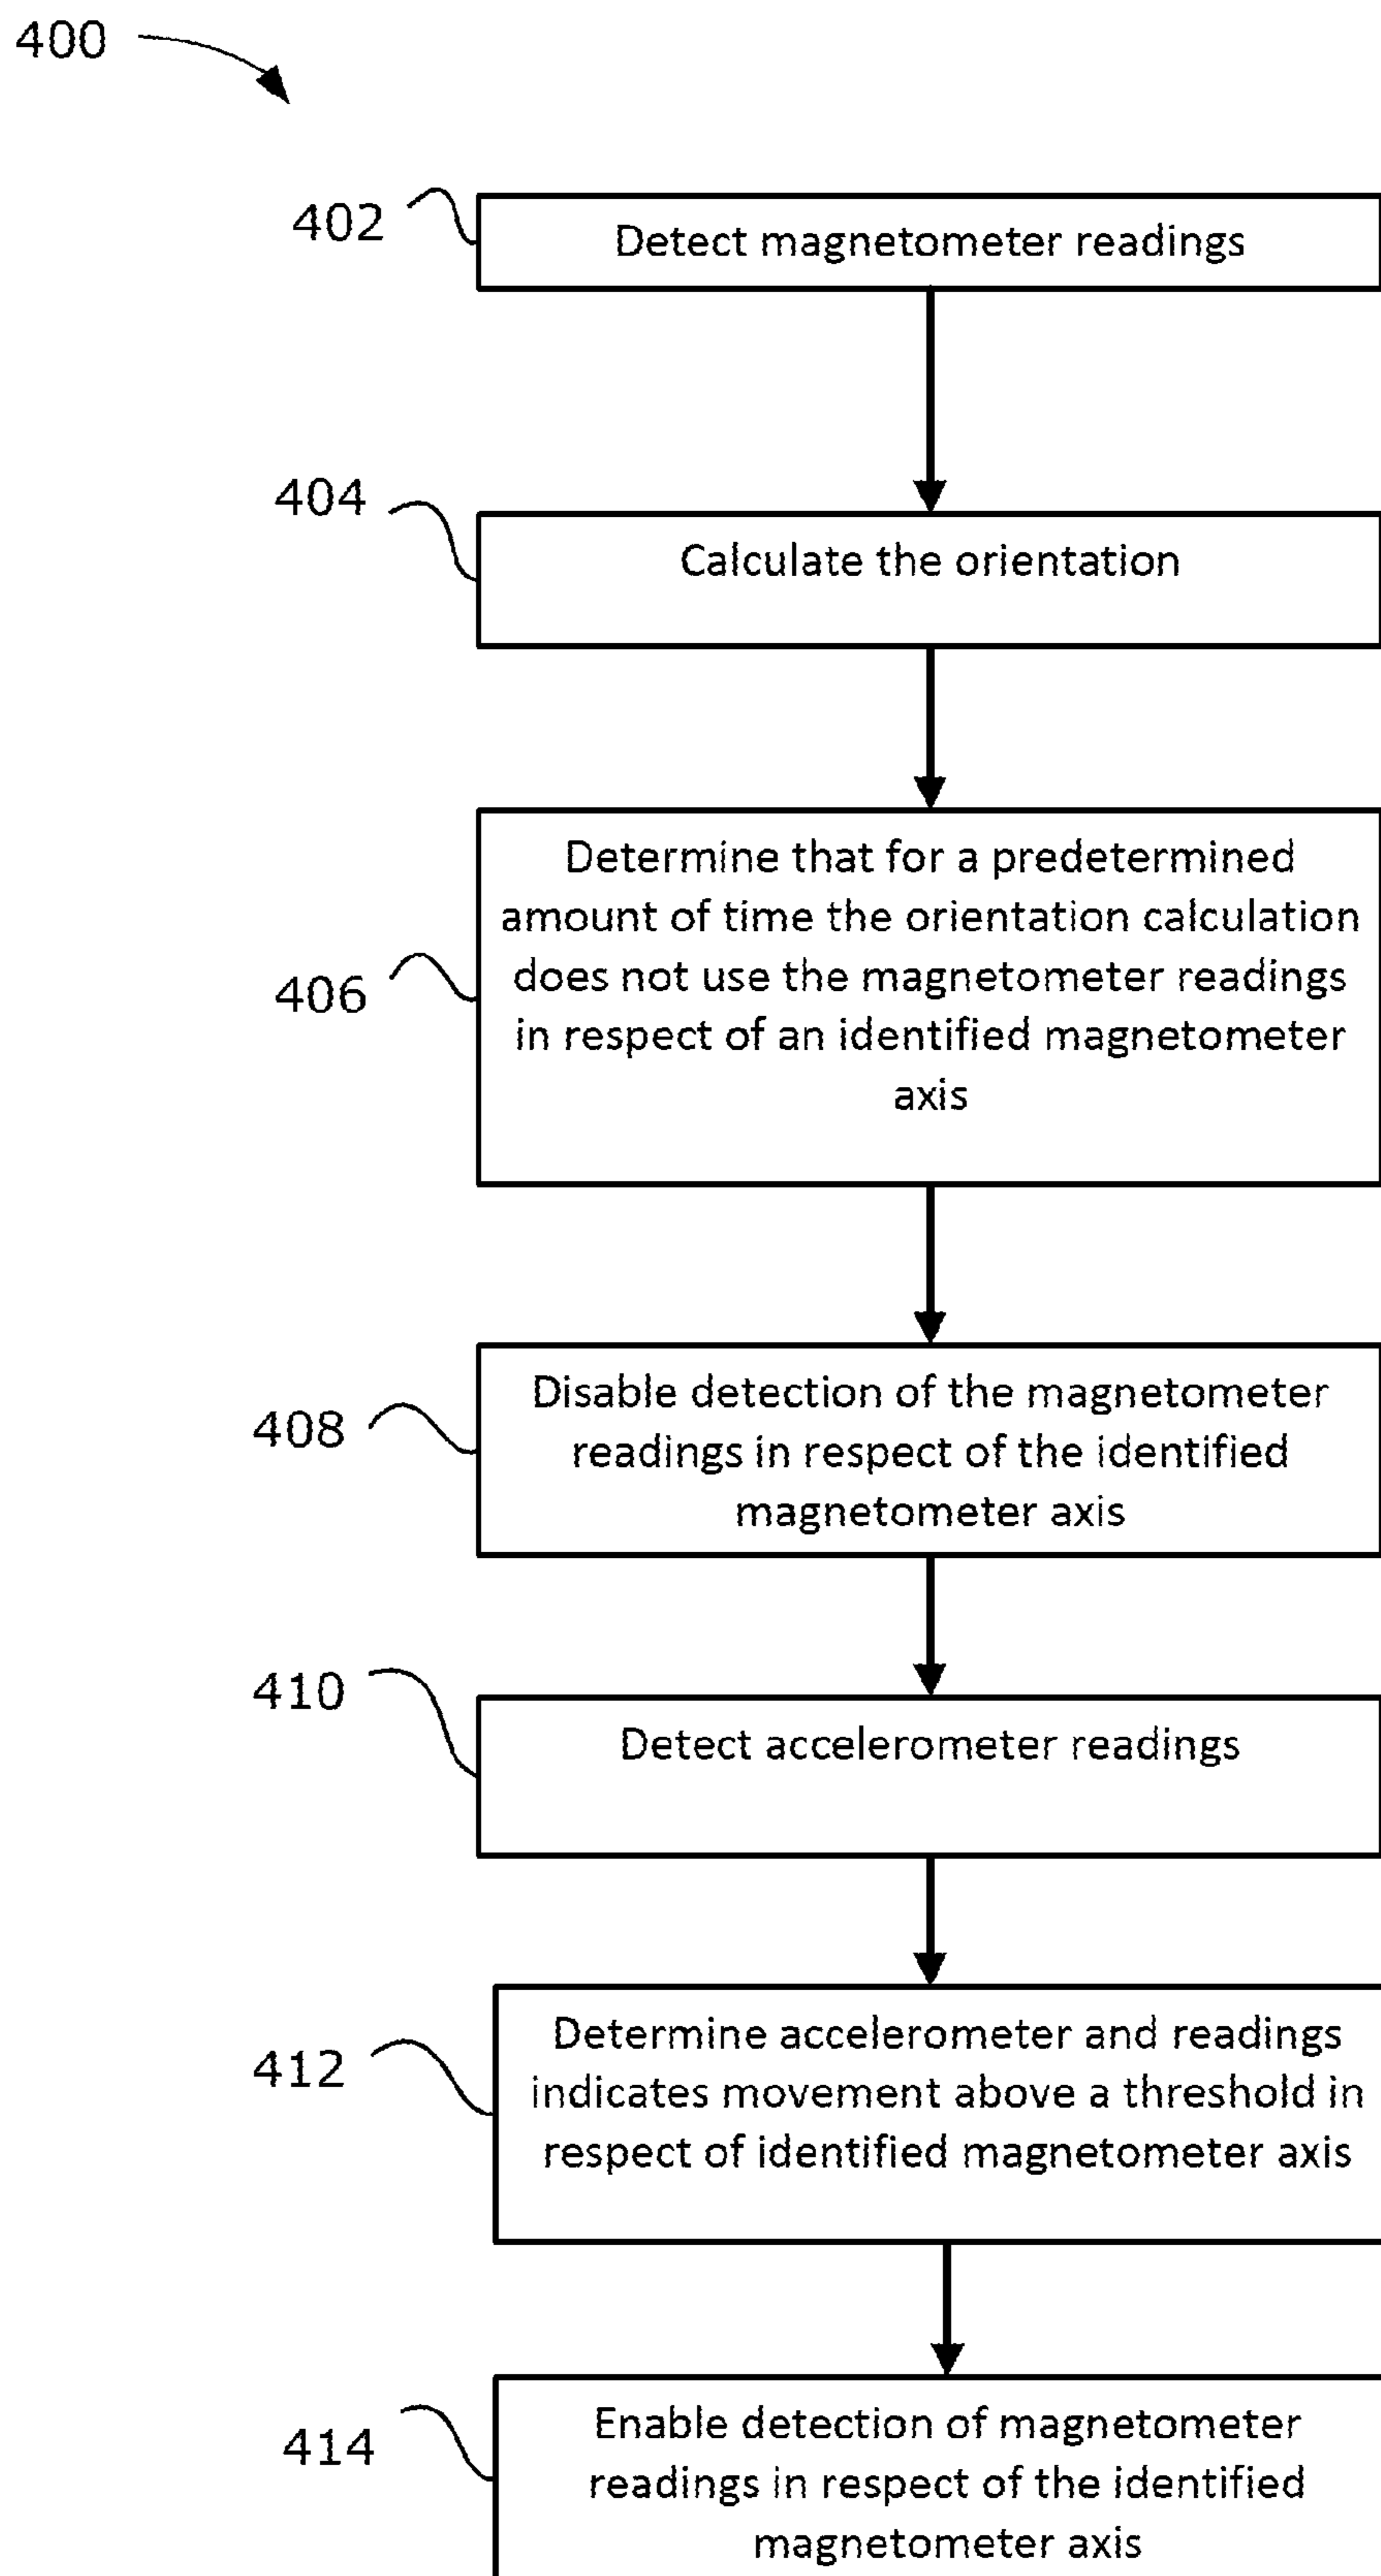 400
402
Detect magnetometer readings
404
Calculate the orientation
406
Determine that for a predetermined
amount of time the orientation calculation
does not use the magnetometer readings
in respect of an identified magnetometer
axis
408
Disable detection of the magnetometer
readings in respect of the identified
magnetometer axis
410
Detect accelerometer readings
412
Determine accelerometer and readings
indicates movement above a threshold in
respect of identified magnetometer axis
414
Enable detection of magnetometer
readings in respect of the identified
magnetometer axis